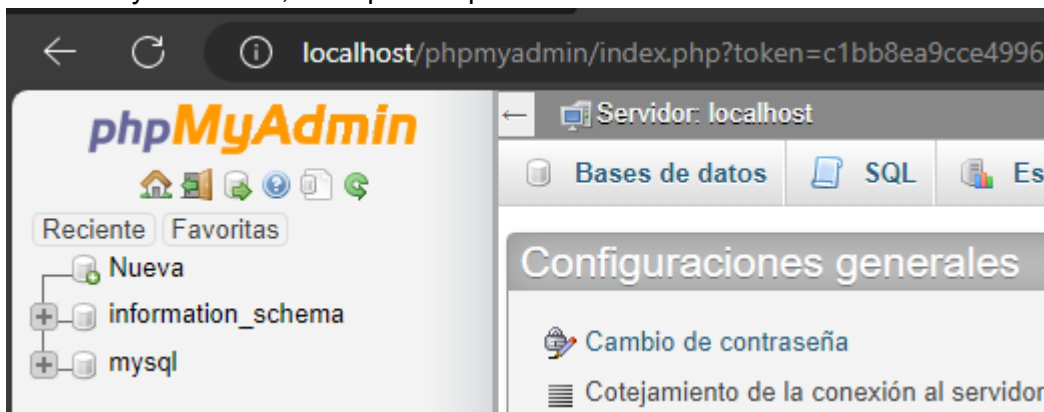 localhost/phpmyadmin/index.php?token=c1bb8ea9cce4996
phpMyAdmin
Reciente Favoritas
Nueva
information_schema
mysql
← Servidor: localhost
Bases de datos SQL Es
Configuraciones generales
Cambio de contraseña
Cotejamiento de la conexión al servidor